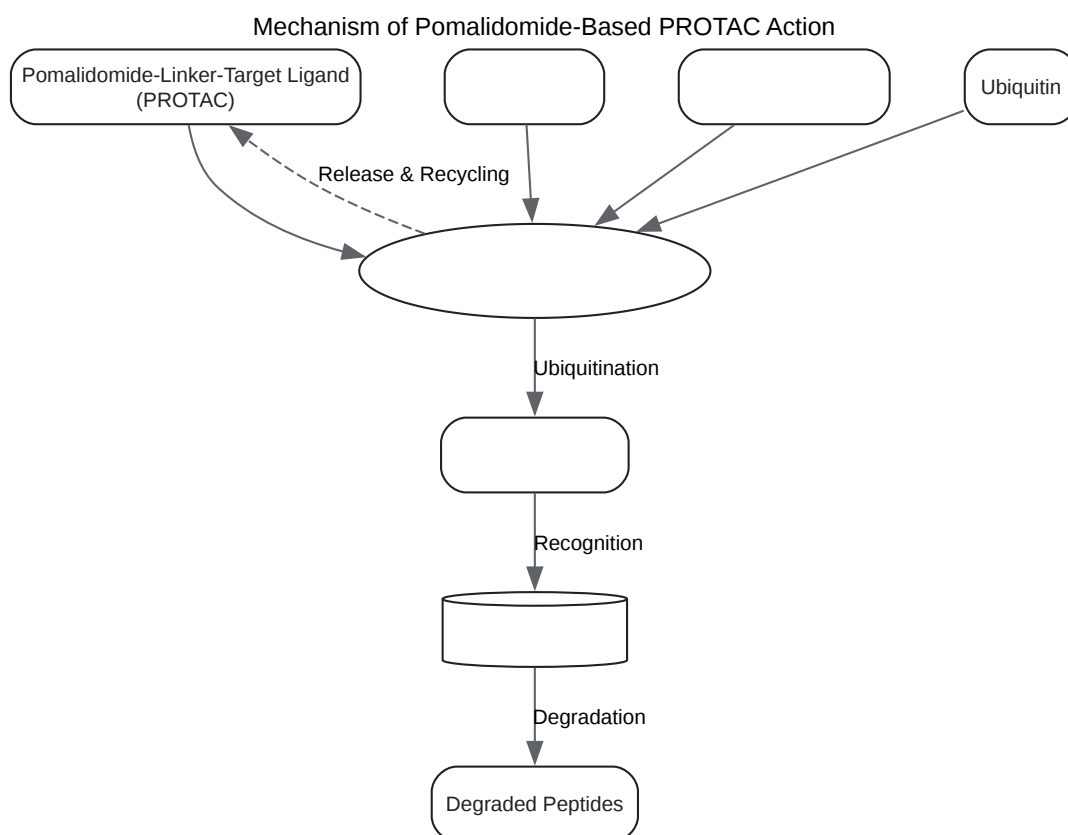 Mechanism of Pomalidomide-Based PROTAC Action
Pomalidomide-Linker-Target Ligand
(PROTAC)
Ubiquitin
Release & Recycling
Ubiquitination
Recognition
Degradation
Degraded Peptides